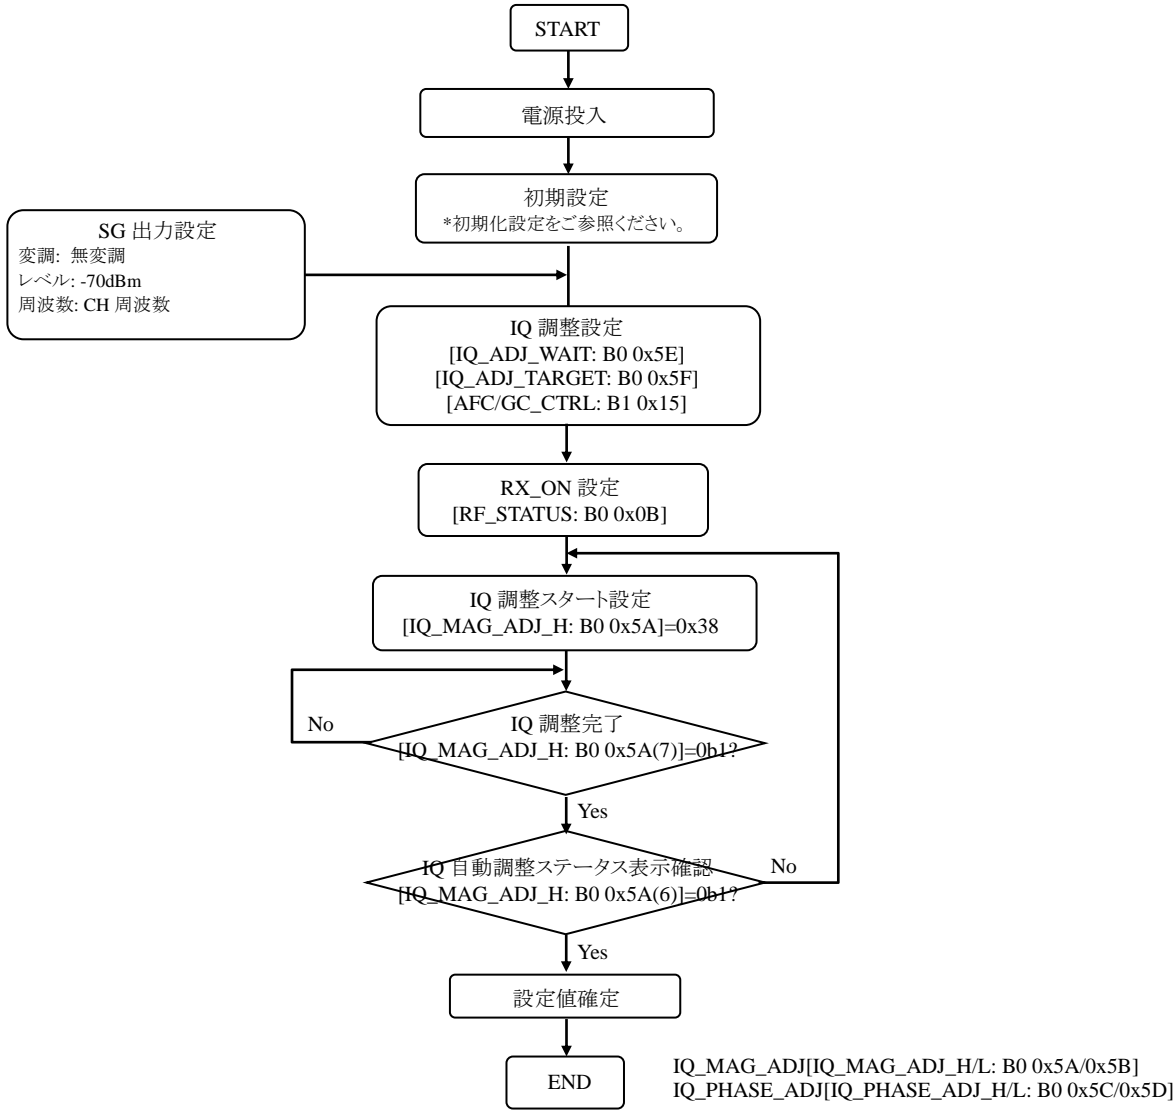 START
電源投入
初期設定
*初期化設定をご参照ください。
SG 出力設定
変調: 無変調
レベル: -70dBm
周波数: CH 周波数
IQ 調整設定
[IQ_ADJ_WAIT: B0 0x5E]
[IQ_ADJ_TARGET: B0 0x5F]
[AFC/GC_CTRL: B1 0x15]
RX_ON 設定
[RF_STATUS: B0 0x0B]
IQ 調整スタート設定
[IQ_MAG_ADJ_H: B0 0x5A]=0x38
No
IQ 調整完了
[IQ_MAG_ADJ_H: B0 0x5A(7)]=0b1?
Yes
IQ 自動調整ステータス表示確認
[IQ_MAG_ADJ_H: B0 0x5A(6)]=0b1?
No
Yes
設定値確定
END
IQ_MAG_ADJ[IQ_MAG_ADJ_H/L: B0 0x5A/0x5B]
IQ_PHASE_ADJ[IQ_PHASE_ADJ_H/L: B0 0x5C/0x5D]